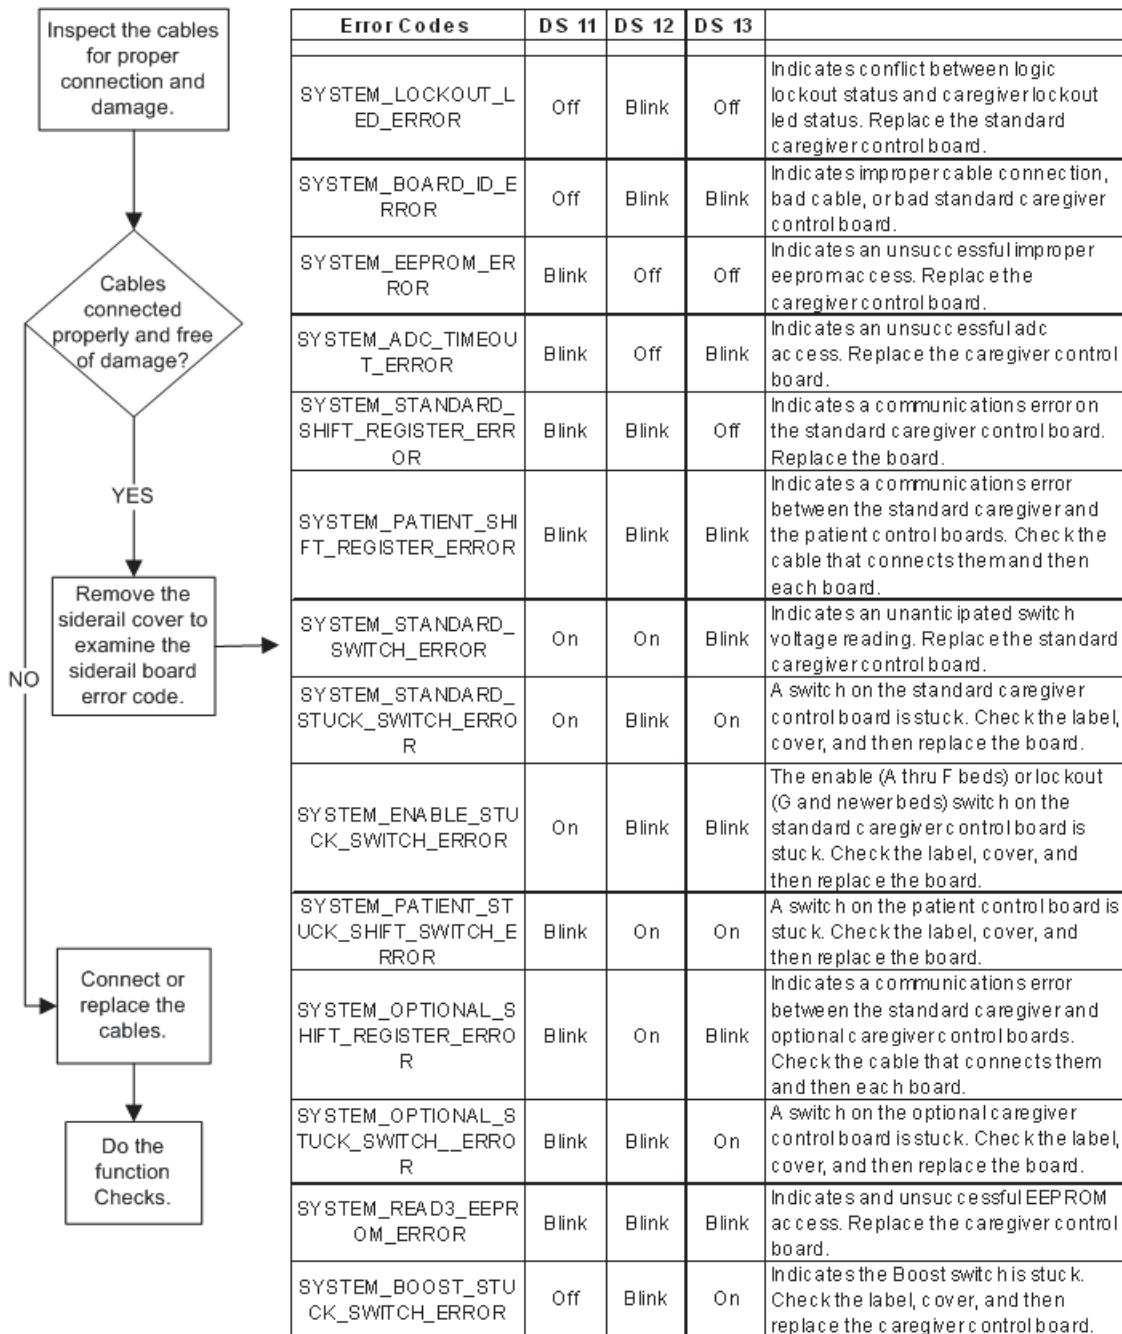 Inspect the cables
for proper
connection and
damage.
Cables
connected
properly and free
of damage?
YES
NO
Remove the
siderail cover to
examine the
siderail board
error code.
Connect or
replace the
cables.
Do the
function
Checks.
Error Codes DS 11 DS 12 DS 13
SYSTEM_LOCKOUT_L
ED_ERROR
Off Blink Off
Indicates conflict between logic
lockout status and caregiver lockout
led status. Replace the standard
caregiver control board.
SYSTEM_BOARD_ID_E
RROR
Off Blink Blink
Indicates improper cable connection,
bad cable, or bad standard caregiver
control board.
SYSTEM_EEPROM_ER
ROR
Blink Off Off
Indicates an unsuccessful improper
eeprom access. Replace the
caregiver control board.
SYSTEM_ADC_TIMEOU
T_ERROR
Blink Off Blink
Indicates an unsuccessful adc
access. Replace the caregiver control
board.
SYSTEM_STANDARD_
SHIFT_REGISTER_ERR
OR
Blink Blink Off
Indicates a communications error on
the standard caregiver control board.
Replace the board.
SYSTEM_PATIENT_SHI
FT_REGISTER_ERROR
Blink Blink Blink
Indicates a communications error
between the standard caregiver and
the patient control boards. Check the
cable that connects them and then
each board.
SYSTEM_STANDARD_
SWITCH_ERROR
On On Blink
Indicates an unanticipated switch
voltage reading. Replace the standard
caregiver control board.
SYSTEM_STANDARD_
STUCK_SWITCH_ERRO
R
On Blink On
A switch on the standard caregiver
control board is stuck. Check the label,
cover, and then replace the board.
SYSTEM_ENABLE_STU
CK_SWITCH_ERROR
On Blink Blink
The enable (A thru F beds) or lockout
(G and newer beds) switch on the
standard caregiver control board is
stuck. Check the label, cover, and
then replace the board.
SYSTEM_PATIENT_ST
UCK_SHIFT_SWITCH_E
RROR
Blink On On
A switch on the patient control board is
stuck. Check the label, cover, and
then replace the board.
SYSTEM_OPTIONAL_S
HIFT_REGISTER_ERRO
R
Blink On Blink
Indicates a communications error
between the standard caregiver and
optional caregiver control boards.
Check the cable that connects them
and then each board.
SYSTEM_OPTIONAL_S
TUCK_SWITCH__ERRO
R
Blink Blink On
A switch on the optional caregiver
control board is stuck. Check the label,
cover, and then replace the board.
SYSTEM_READ3_EEPR
OM_ERROR
Blink Blink Blink
Indicates and unsuccessful EEPROM
access. Replace the caregiver control
board.
SYSTEM_BOOST_STU
CK_SWITCH_ERROR
Off Blink On
Indicates the Boost switch is stuck.
Check the label, cover, and then
replace the caregiver control board.